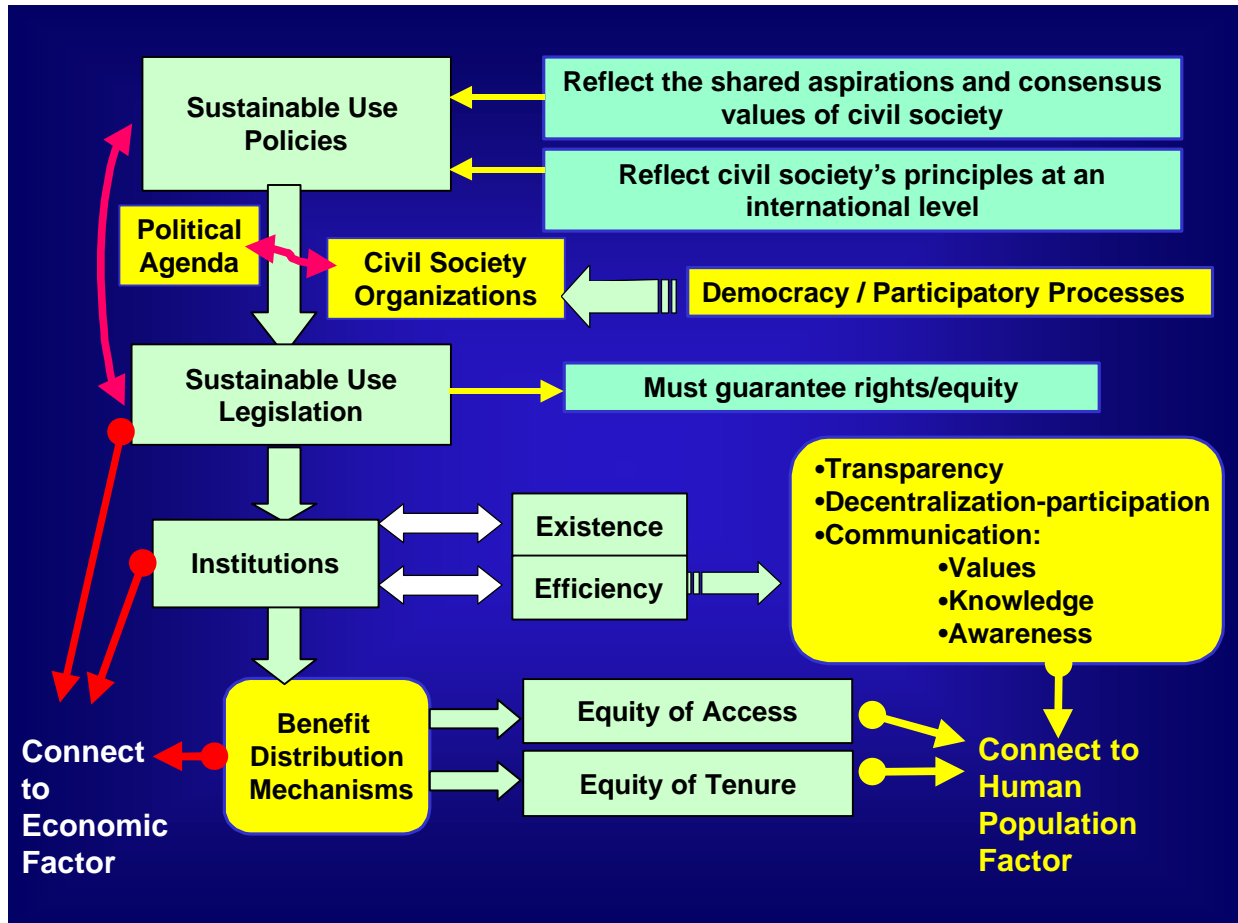 Sustainable Use
Policies
Reflect the shared aspirations and consensus
values of civil society
Reflect civil society’s principles at an
international level
Political
Agenda
Civil Society
Organizations
Democracy / Participatory Processes
Sustainable Use
Legislation
Must guarantee rights/equity
•Transparency
•Decentralization-participation
•Communication:
•Values
•Knowledge
•Awareness
Institutions
Existence
Efficiency
Benefit
Distribution
Mechanisms
Equity of Access
Equity of Tenure
Connect
to
Economic
Factor
Connect to
Human
Population
Factor